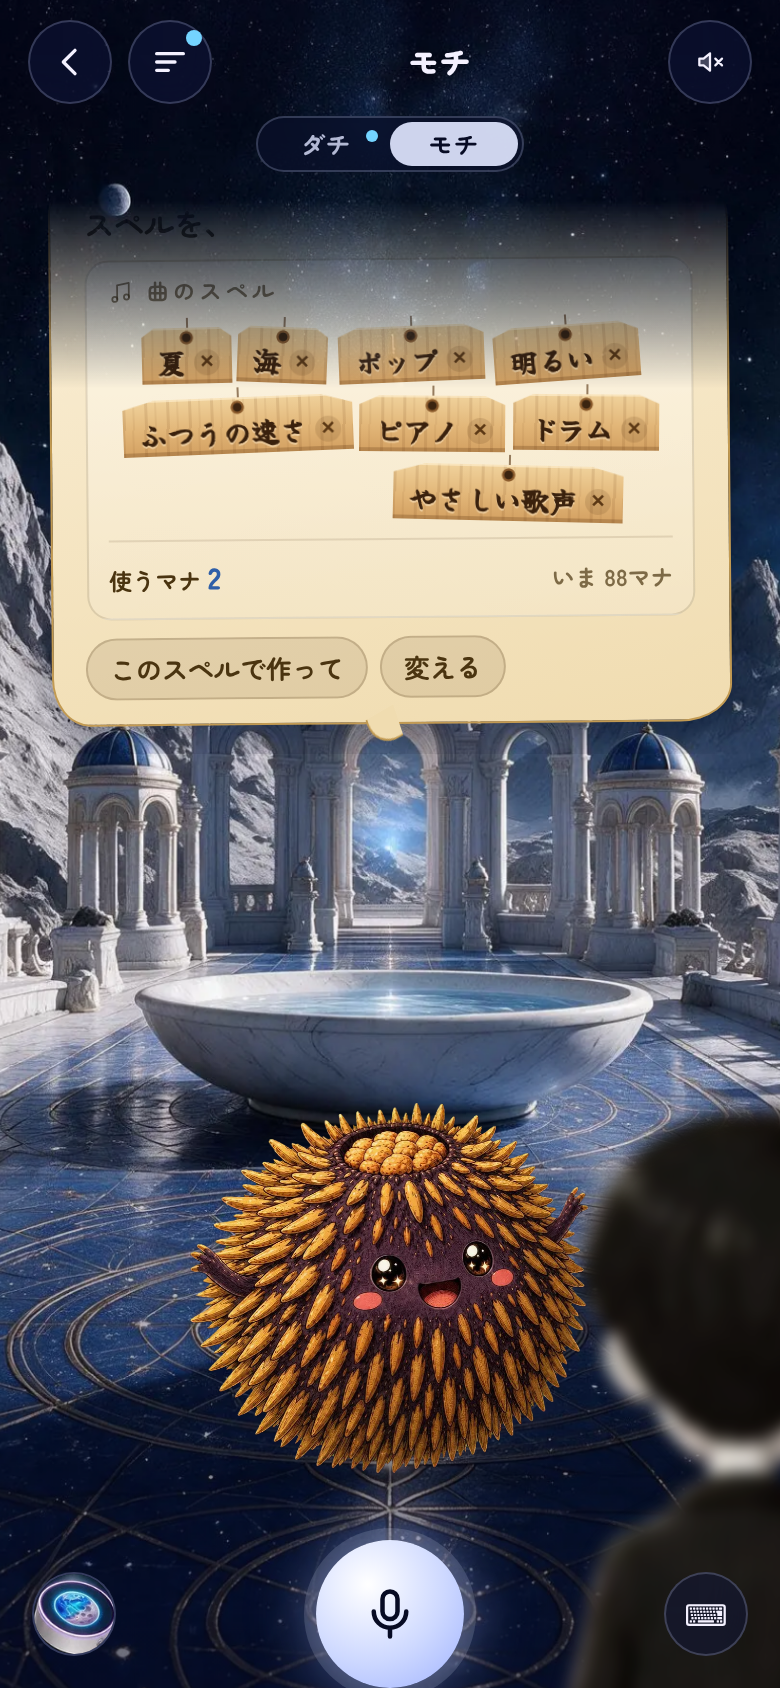 モチ
ダチ
モチ
スペルを、
曲のスペル
夏 海 ポップ 明るい
ふつうの速さ ピアノ ドラム
やさしい歌声
使うマナ 2
いま 88マナ
このスペルで作って
変える